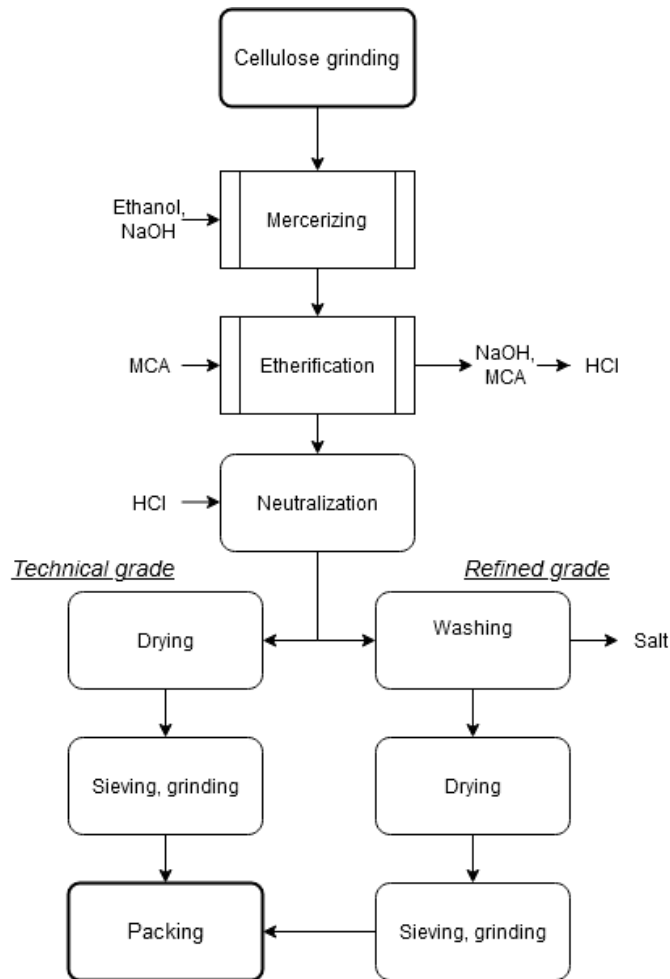 Cellulose grinding
Ethanol,
NaOH
Mercerizing
MCA
Etherification
NaOH,
MCA
HCl
HCl
Neutralization
Technical grade
Refined grade
Drying
Washing
Salt
Sieving, grinding
Drying
Packing
Sieving, grinding